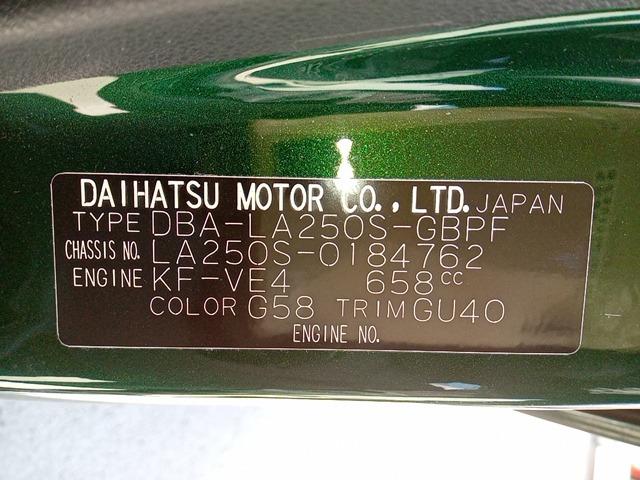 DAIHATSU MOTOR CO., LTD. JAPAN
TYPE DBA-LA250S-GBPF
CHASSIS NO. LA250S-0184762
ENGINE KF-VE4 658cc
COLOR G58 TRIM GU40
ENGINE NO.